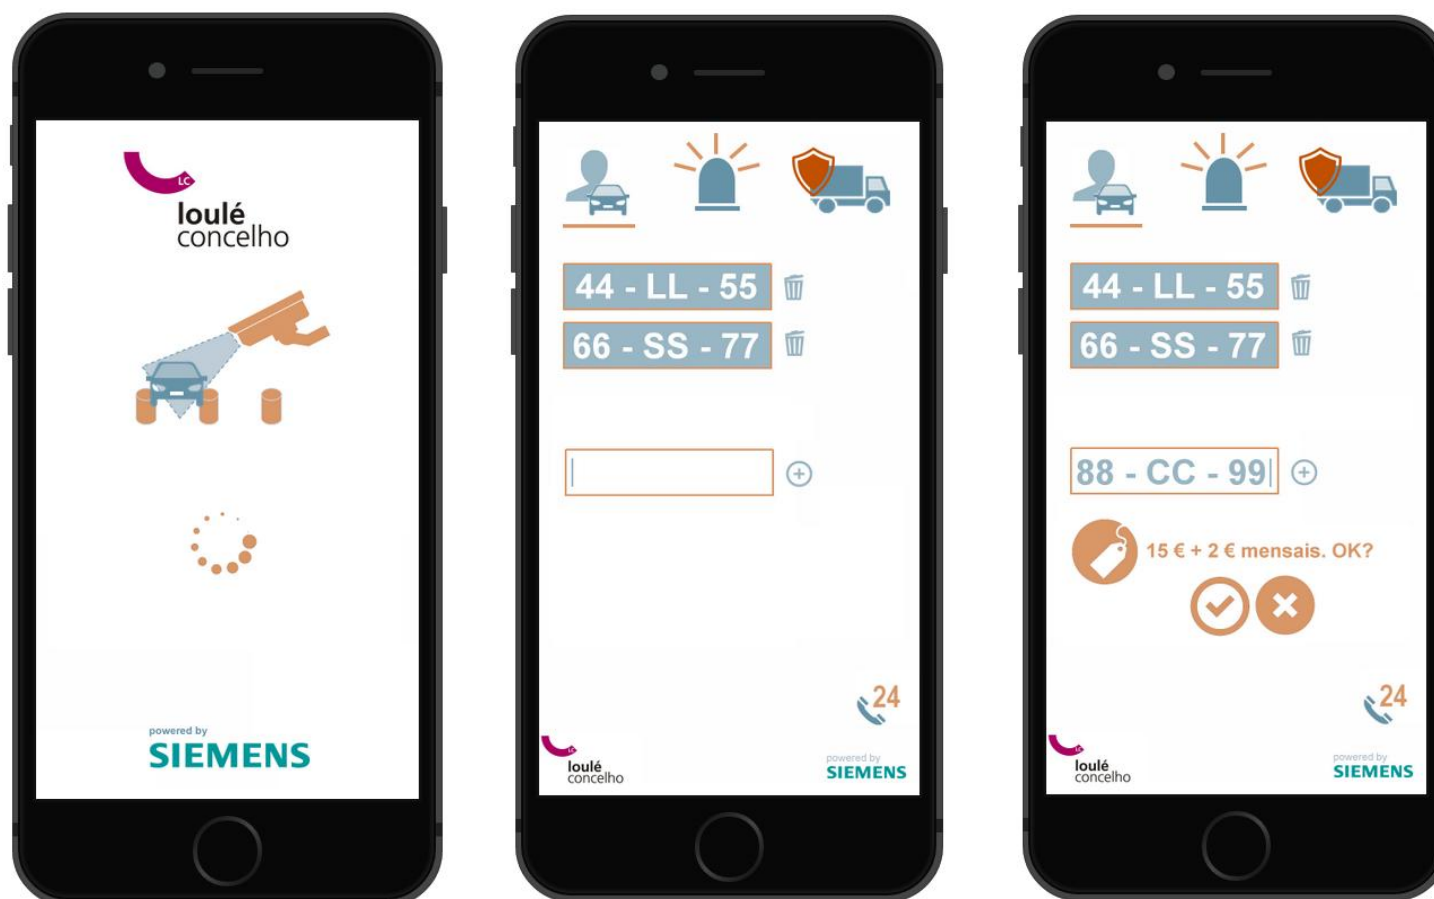 LC
loulé
concelho
powered by
SIEMENS
44 - LL - 55
66 - SS - 77
24
LC
loulé
concelho
powered by
SIEMENS
44 - LL - 55
66 - SS - 77
88 - CC - 99
15 € + 2 € mensais. OK?
24
LC
loulé
concelho
powered by
SIEMENS